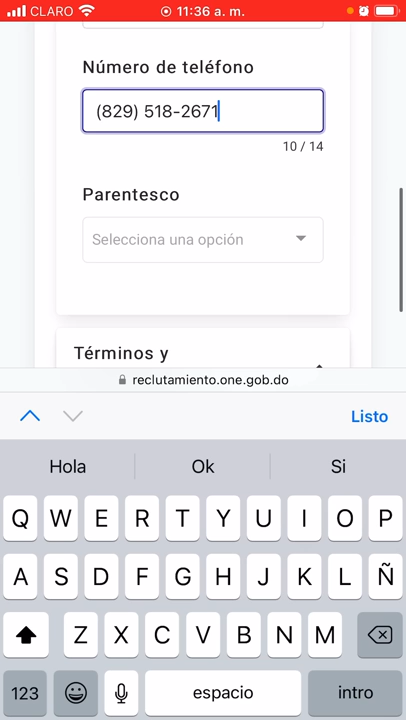 CLARO 11:36 a. m.
Número de teléfono
(829) 518-2671
10 / 14
Parentesco
Selecciona una opción
Términos y
reclutamiento.one.gob.do
Listo
Hola Ok Si
Q W E R T Y U I O P
A S D F G H J K L Ñ
Z X C V B N M
123 espacio intro